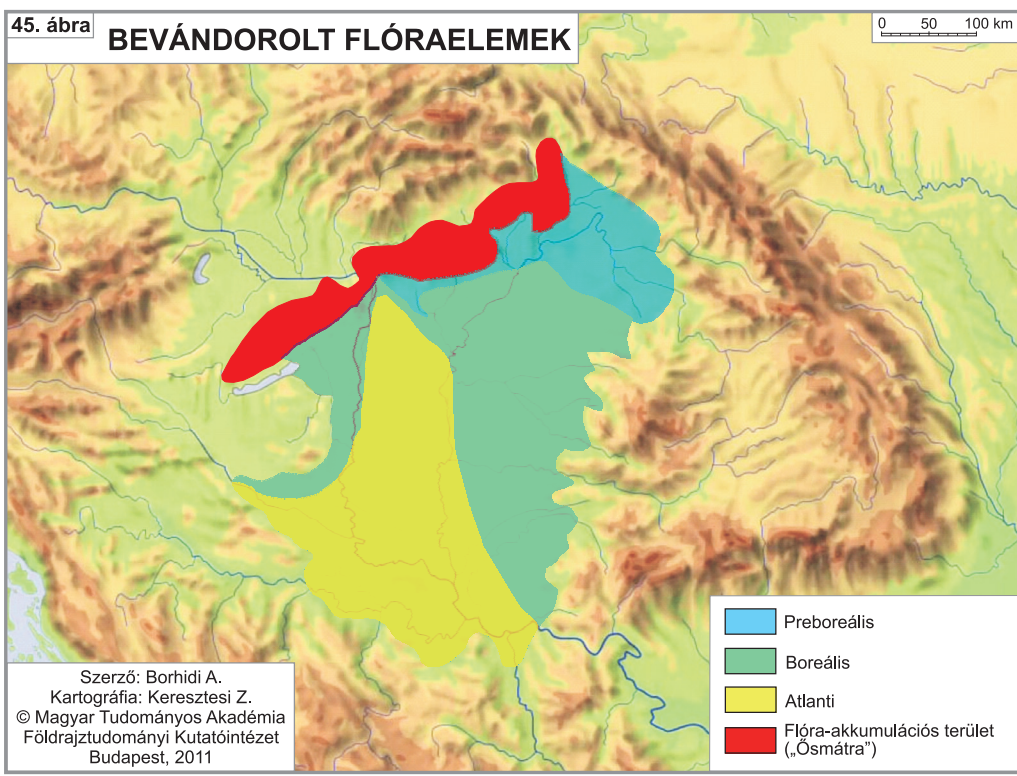 45. ábra
BEVÁNDOROLT FLÓRAELEMEK
0 50 100 km
Preboreális
Boreális
Atlanti
Flóra-akkumulációs terület
(„Ősmátra”)
Szerző: Borhidi A.
Kartográfia: Keresztesi Z.
© Magyar Tudományos Akadémia
Földrajztudományi Kutatóintézet
Budapest, 2011